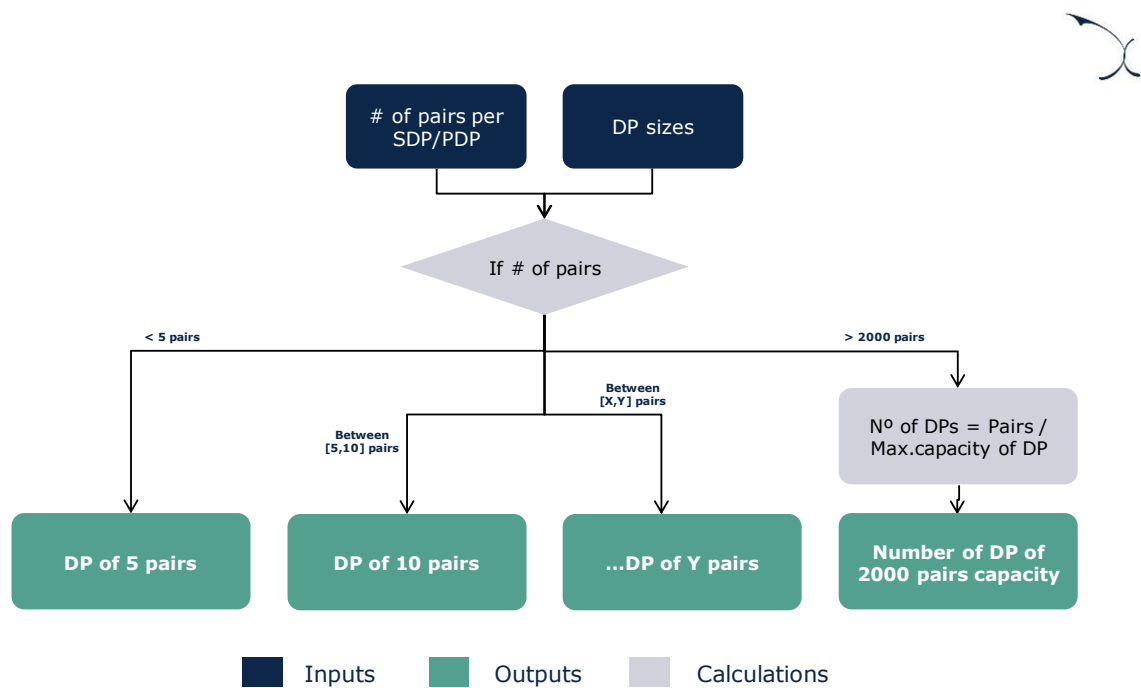 # of pairs per
SDP/PDP
DP sizes
If # of pairs
< 5 pairs
> 2000 pairs
Between
[X,Y] pairs
Between
[5,10] pairs
Nº of DPs = Pairs /
Max.capacity of DP
DP of 5 pairs
DP of 10 pairs
...DP of Y pairs
Number of DP of
2000 pairs capacity
Inputs
Outputs
Calculations